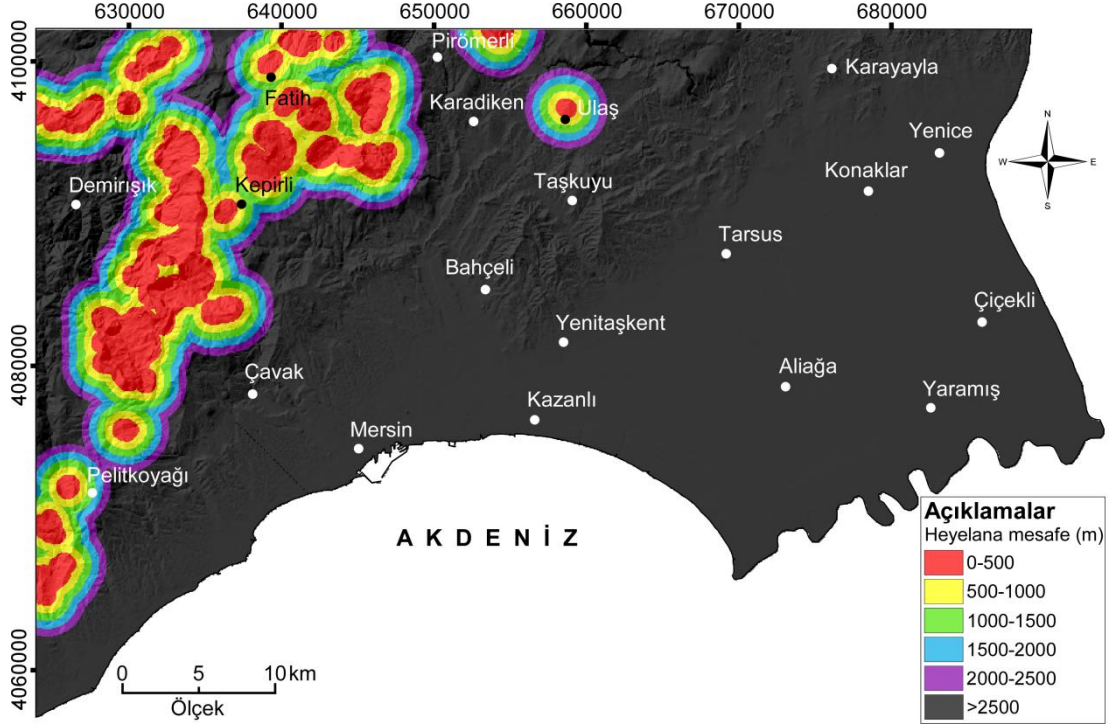 630000
640000
650000
660000
670000
680000
4100000
4080000
4060000
Pirömerli
Karayayla
Fatih
Karadiken
Ulaş
Yenice
N
W
E
S
Demirışık
Kepirli
Taşkuyu
Konaklar
Tarsus
Bahçeli
Çiçekli
Yenitaşkent
Çavak
Aliağa
Yaramış
Kazanlı
Mersin
Pelitkoyağı
AKDENİZ
0 5 10 km
Ölçek
Açıklamalar
Heyelana mesafe (m)
0-500
500-1000
1000-1500
1500-2000
2000-2500
>2500